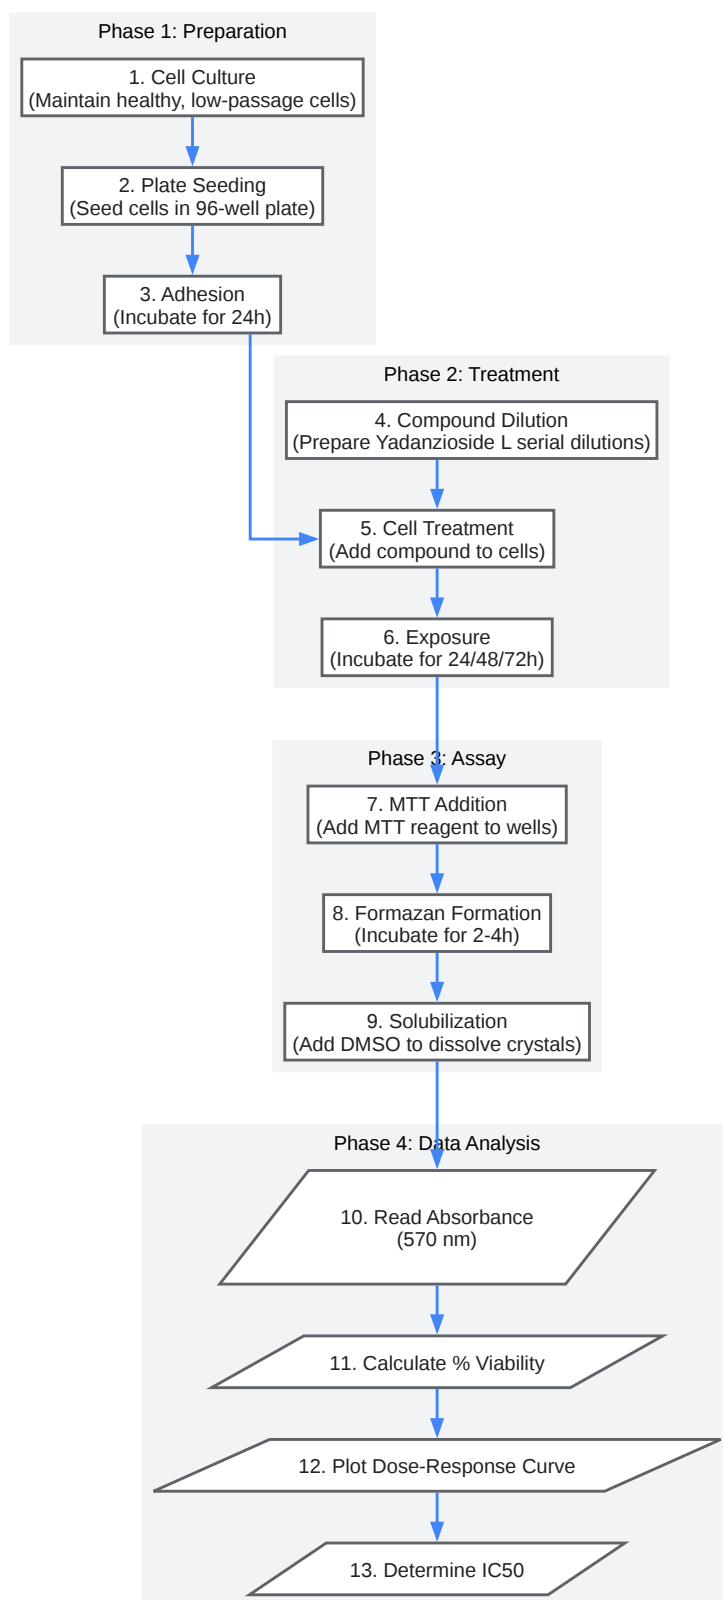 Phase 1: Preparation
1. Cell Culture
(Maintain healthy, low-passage cells)
2. Plate Seeding
(Seed cells in 96-well plate)
3. Adhesion
(Incubate for 24h)
Phase 2: Treatment
4. Compound Dilution
(Prepare Yadanzioside L serial dilutions)
5. Cell Treatment
(Add compound to cells)
6. Exposure
(Incubate for 24/48/72h)
Phase 3: Assay
7. MTT Addition
(Add MTT reagent to wells)
8. Formazan Formation
(Incubate for 2-4h)
9. Solubilization
(Add DMSO to dissolve crystals)
Phase 4: Data Analysis
10. Read Absorbance
(570 nm)
11. Calculate % Viability
12. Plot Dose-Response Curve
13. Determine IC50